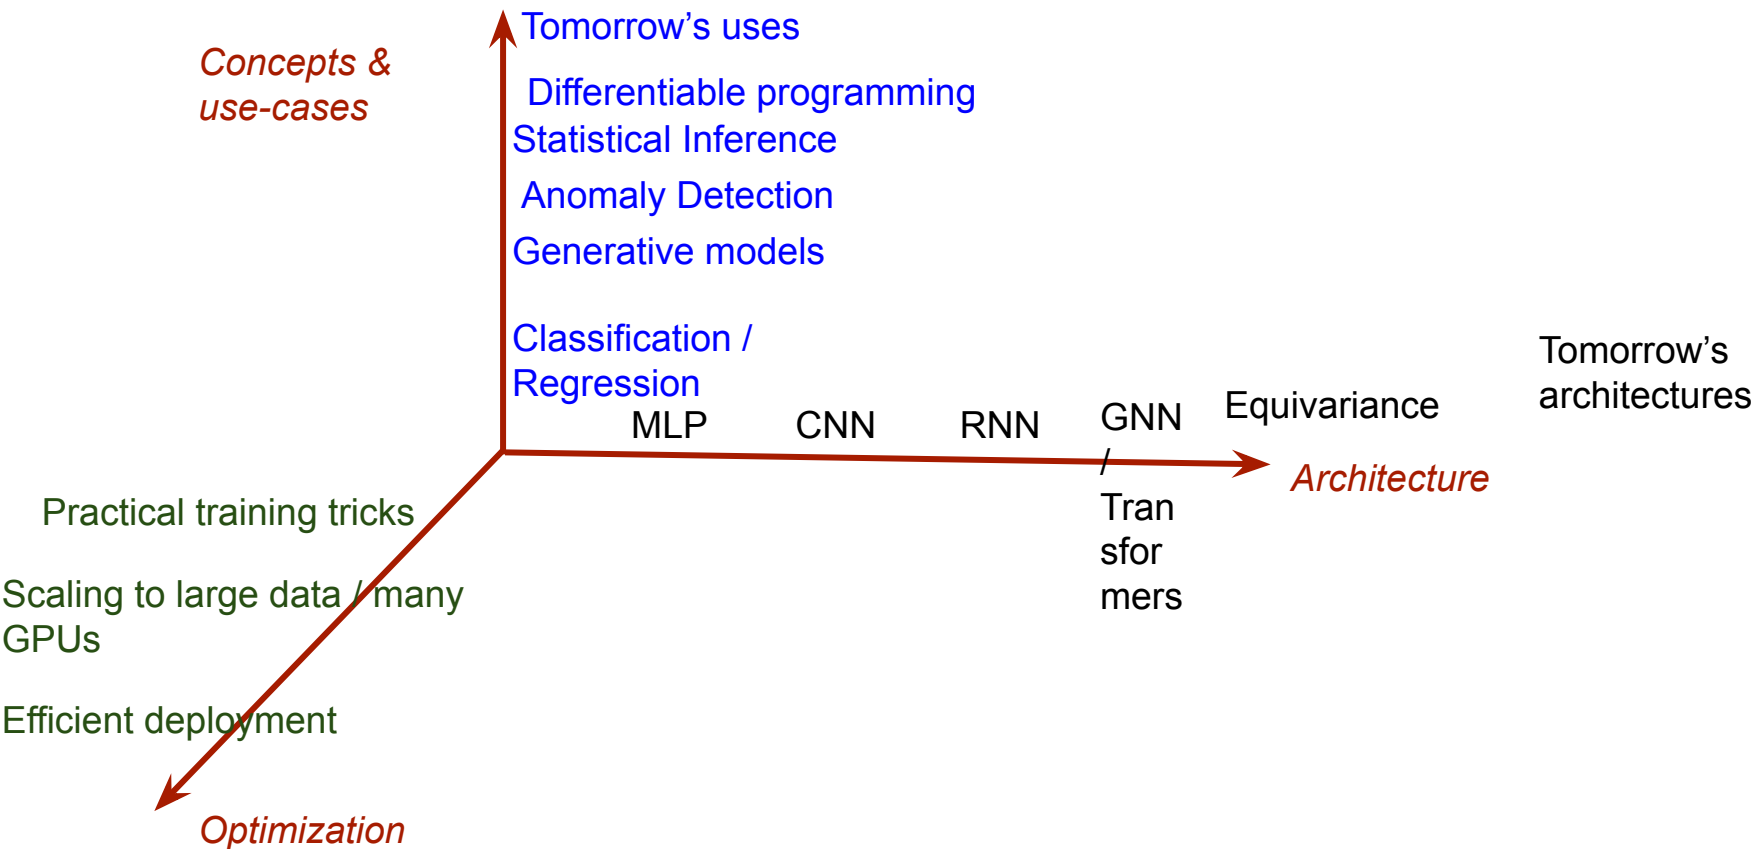 Tomorrow’s uses
Concepts &
use-cases
Differentiable programming
Statistical Inference
Anomaly Detection
Generative models
Classification /
Regression
Tomorrow’s
architectures
MLP
CNN
RNN
GNN
/
Tran
sfor
mers
Equivariance
Architecture
Practical training tricks
Scaling to large data / many
GPUs
Efficient deployment
Optimization